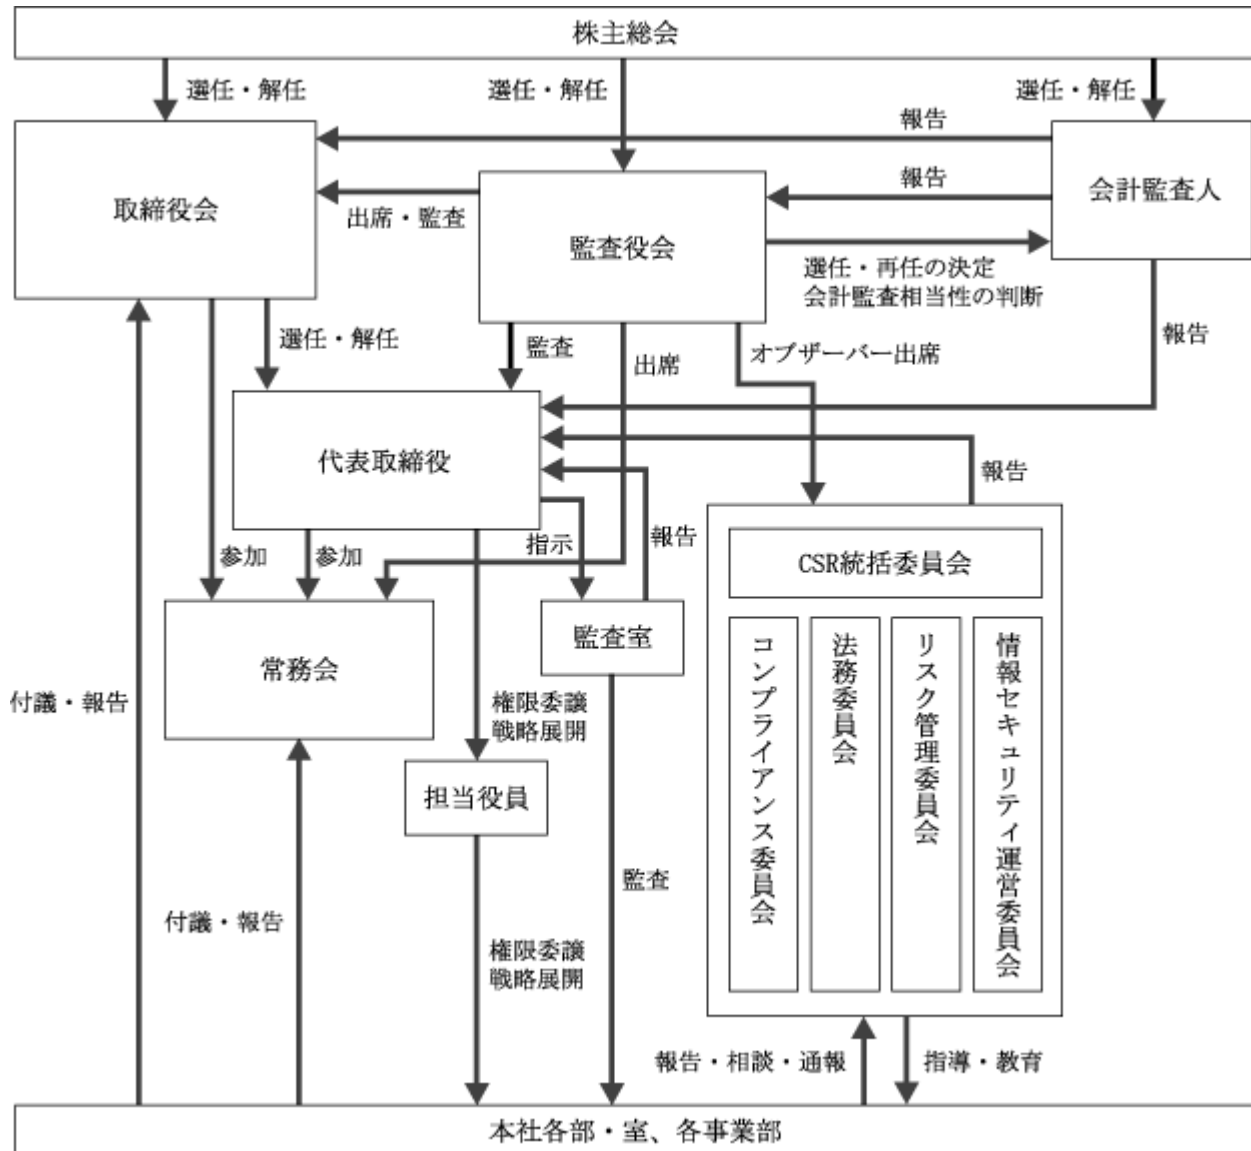 株主総会
選任・解任
選任・解任
選任・解任
報告
取締役会
報告
会計監査人
出席・監査
監査役会
選任・再任の決定
会計監査相当性の判断
選任・解任
監査
出席
オブザーバー出席
報告
代表取締役
報告
参加
参加
指示
報告
CSR統括委員会
常務会
監査室
コンプライアンス委員会
法務委員会
リスク管理委員会
情報セキュリティ運営委員会
付議・報告
権限委譲
戦略展開
担当役員
監査
付議・報告
権限委譲
戦略展開
報告・相談・通報
指導・教育
本社各部・室、各事業部